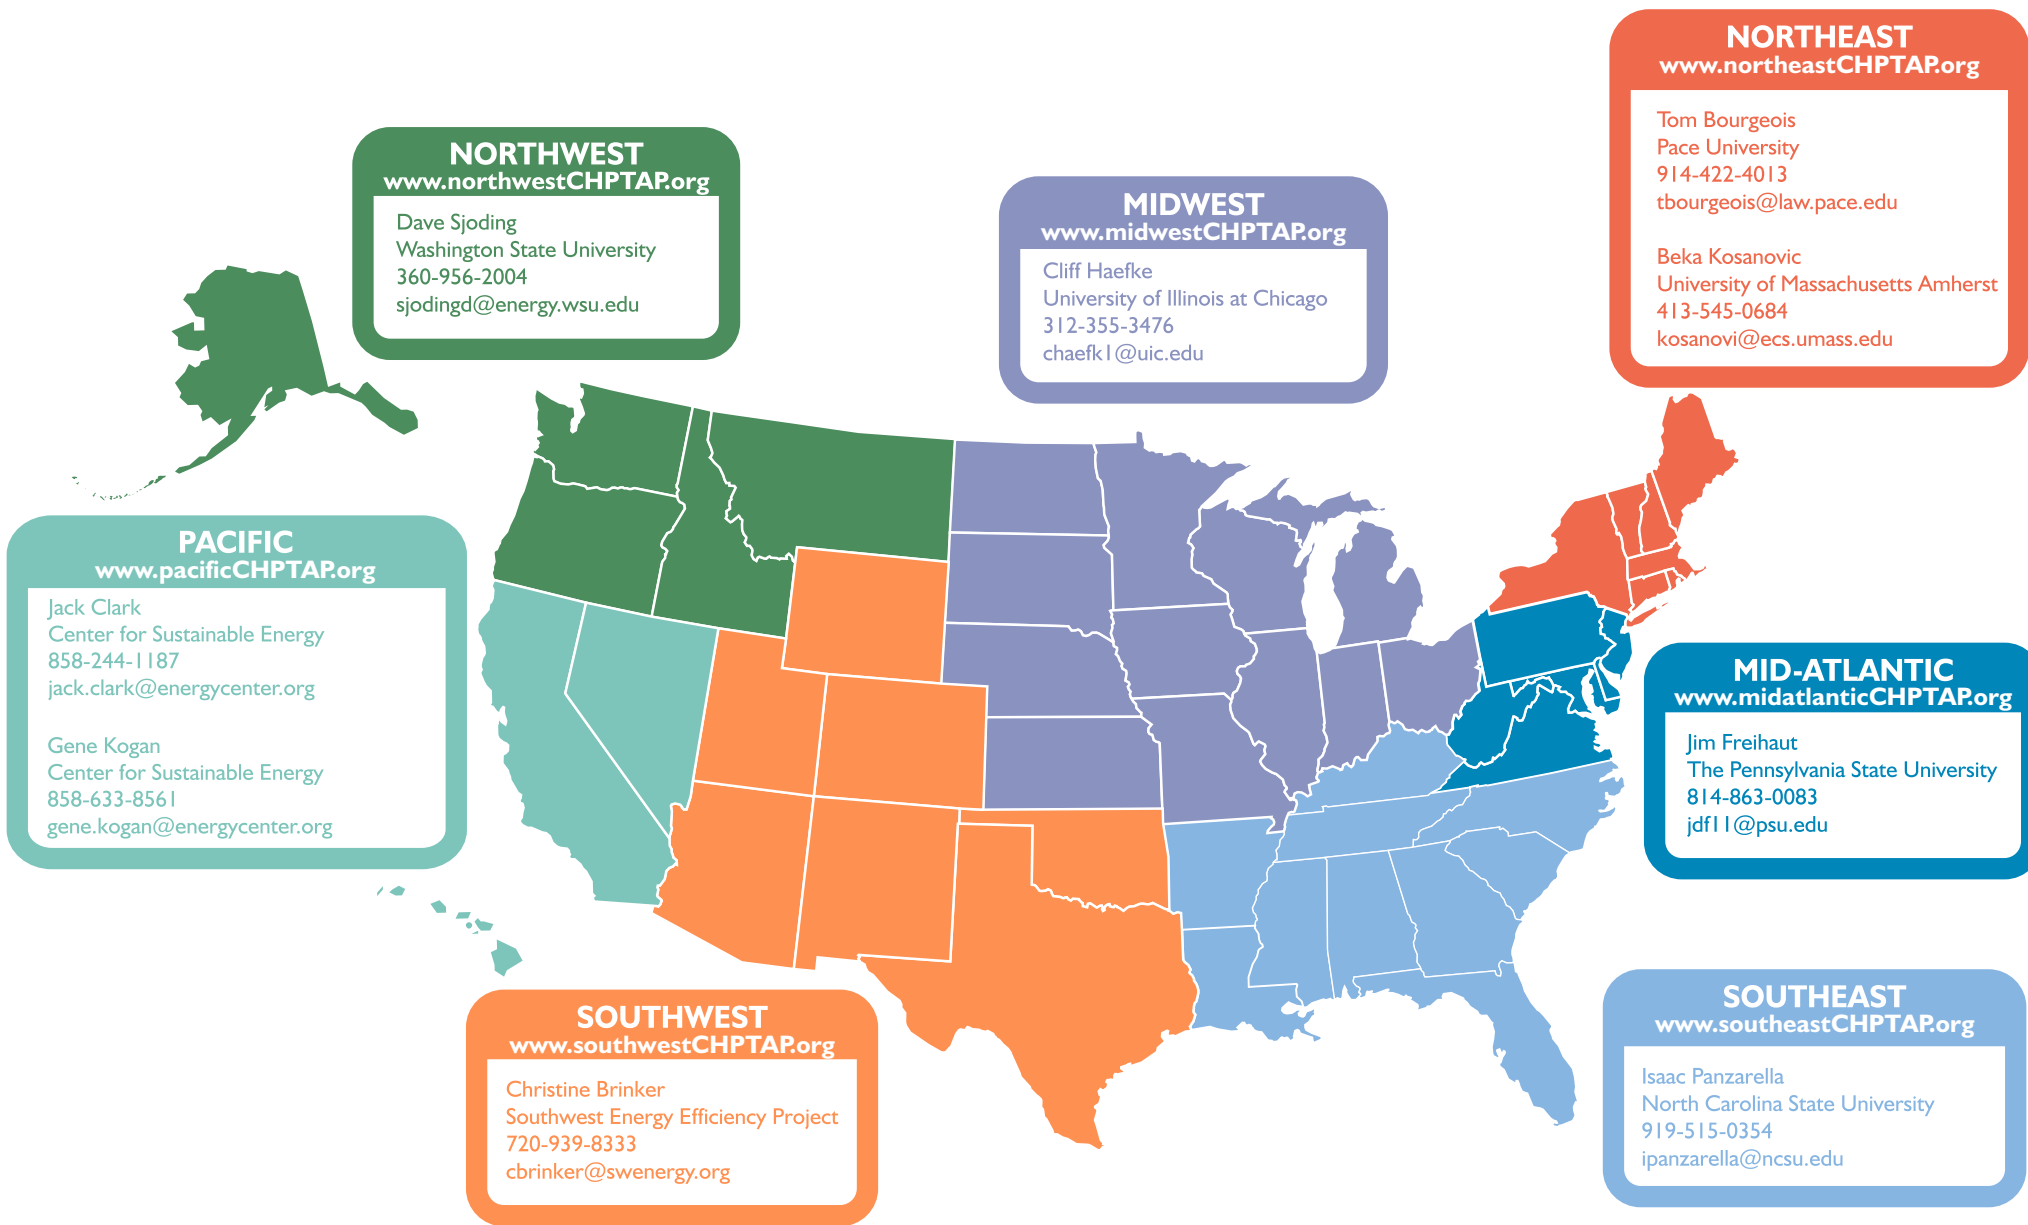 NORTHEAST
www.northeastCHPTAP.org
Tom Bourgeois
Pace University
914-422-4013
tbourgeois@law.pace.edu
Beka Kosanovic
University of Massachusetts Amherst
413-545-0684
kosanovi@ecs.umass.edu
NORTHWEST
www.northwestCHPTAP.org
Dave Sjoding
Washington State University
360-956-2004
sjodingd@energy.wsu.edu
MIDWEST
www.midwestCHPTAP.org
Cliff Haefke
University of Illinois at Chicago
312-355-3476
chaefk1@uic.edu
PACIFIC
www.pacificCHPTAP.org
Jack Clark
Center for Sustainable Energy
858-244-1187
jack.clark@energycenter.org
Gene Kogan
Center for Sustainable Energy
858-633-8561
gene.kogan@energycenter.org
MID-ATLANTIC
www.midatlanticCHPTAP.org
Jim Freihaut
The Pennsylvania State University
814-863-0083
jdf11@psu.edu
SOUTHWEST
www.southwestCHPTAP.org
Christine Brinker
Southwest Energy Efficiency Project
720-939-8333
cbrinker@swenergy.org
SOUTHEAST
www.southeastCHPTAP.org
Isaac Panzarella
North Carolina State University
919-515-0354
ipanzarella@ncsu.edu